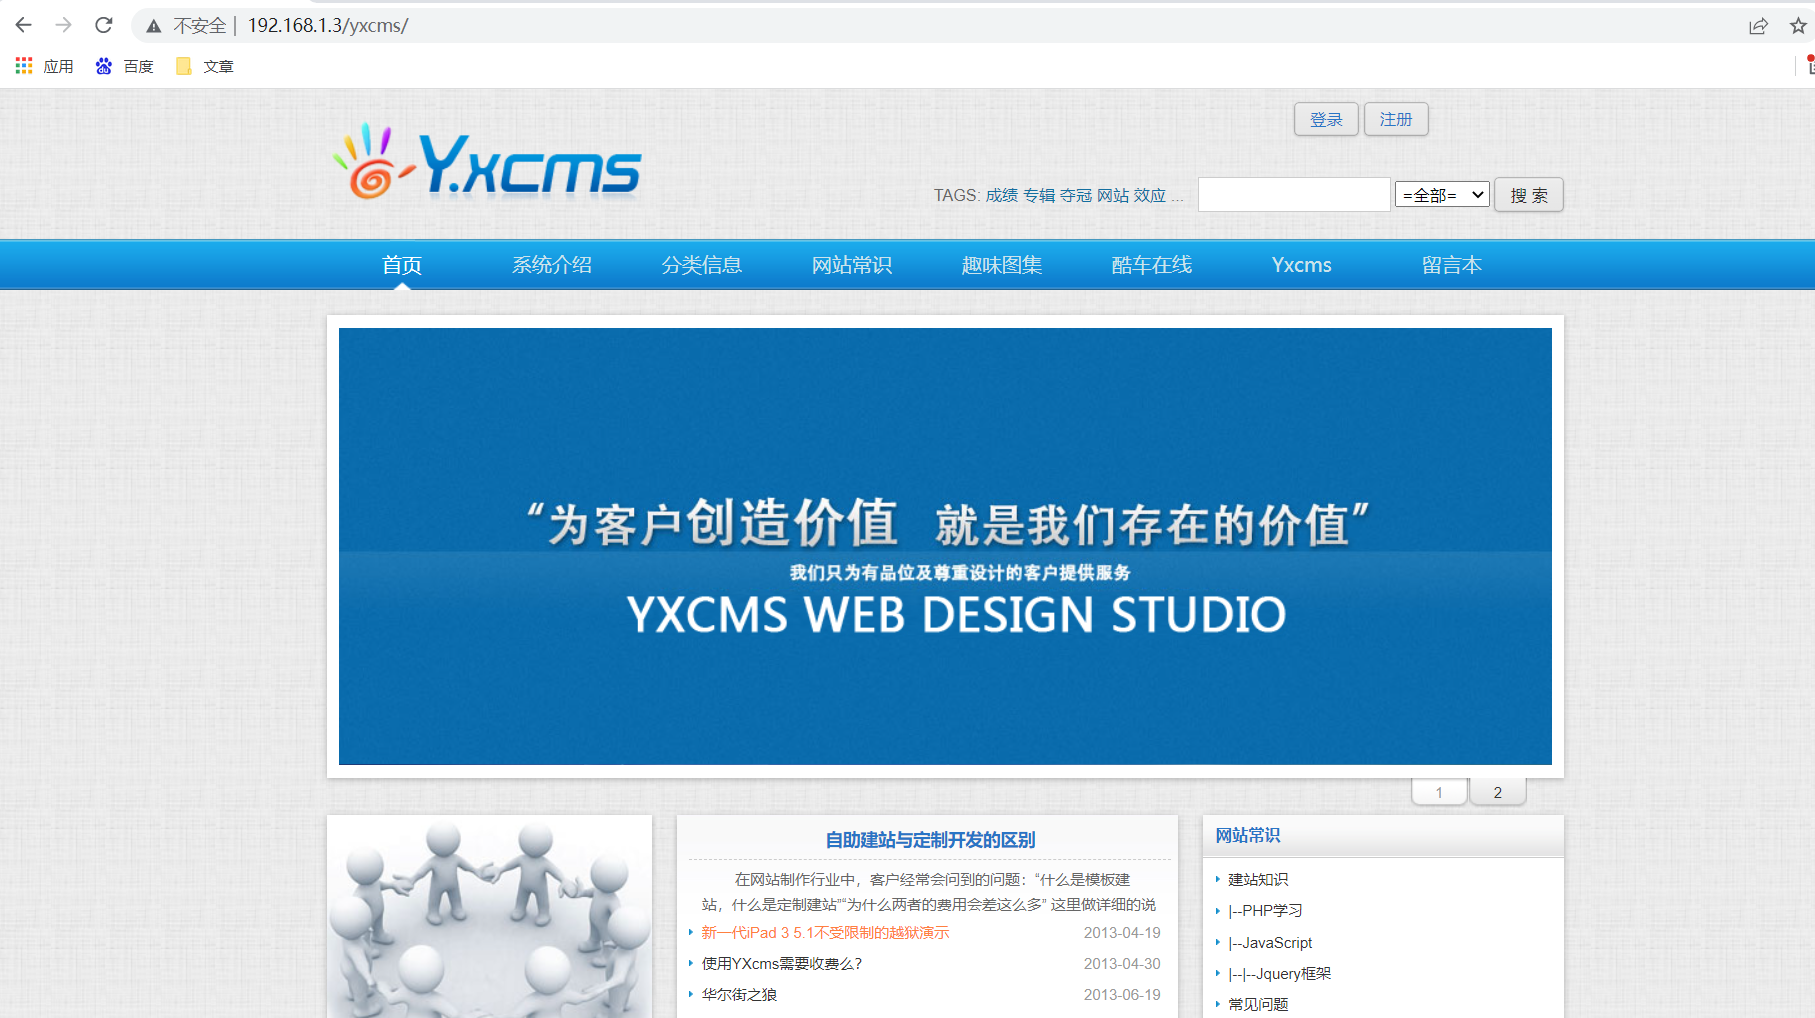 不安全 | 192.168.1.3/yxcms/
应用 百度 文章
登录 注册
Y.xcms
TAGS: 成绩 专辑 夺冠 网站 效应 ... =全部= 搜 索
首页 系统介绍 分类信息 网站常识 趣味图集 酷车在线 Yxcms 留言本
“为客户创造价值 就是我们存在的价值”
我们只为有品位及尊重设计的客户提供服务
YXCMS WEB DESIGN STUDIO
1 2
自助建站与定制开发的区别
在网站制作行业中，客户经常会问到的问题：“什么是模板建
站，什么是定制建站”“为什么两者的费用会差这么多” 这里做详细的说
新一代iPad 3 5.1不受限制的越狱演示 2013-04-19
使用YXcms需要收费么？ 2013-04-30
华尔街之狼 2013-06-19
网站常识
建站知识
|--PHP学习
|--JavaScript
|--|--Jquery框架
常见问题